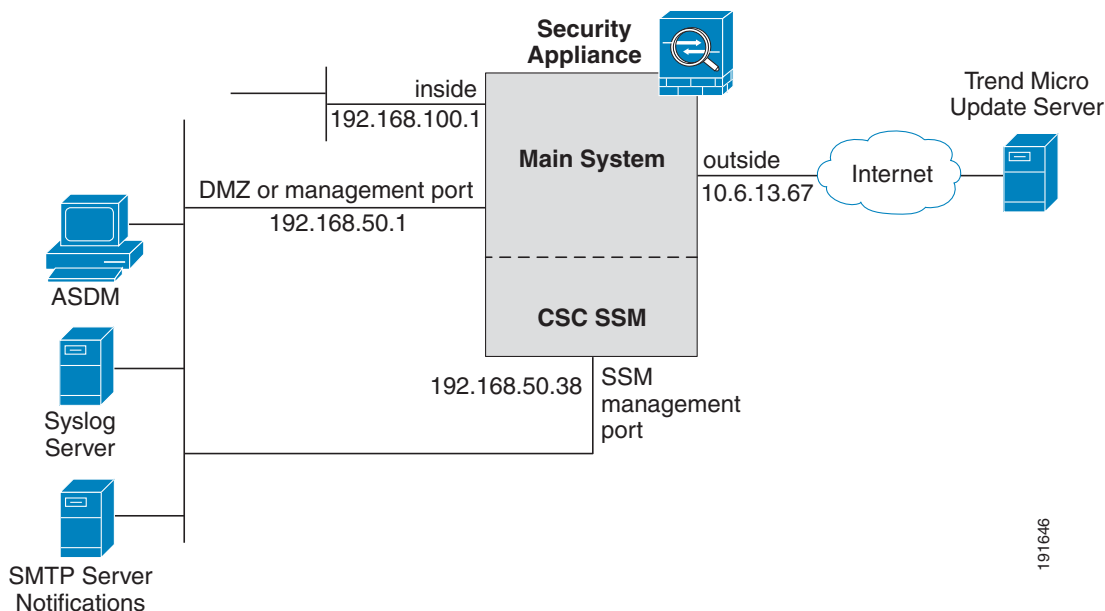 Security
Appliance
inside
192.168.100.1
Main System
DMZ or management port
192.168.50.1
outside
10.6.13.67
Internet
Trend Micro
Update Server
ASDM
CSC SSM
192.168.50.38
SSM
management
port
Syslog
Server
SMTP Server
Notifications
191646